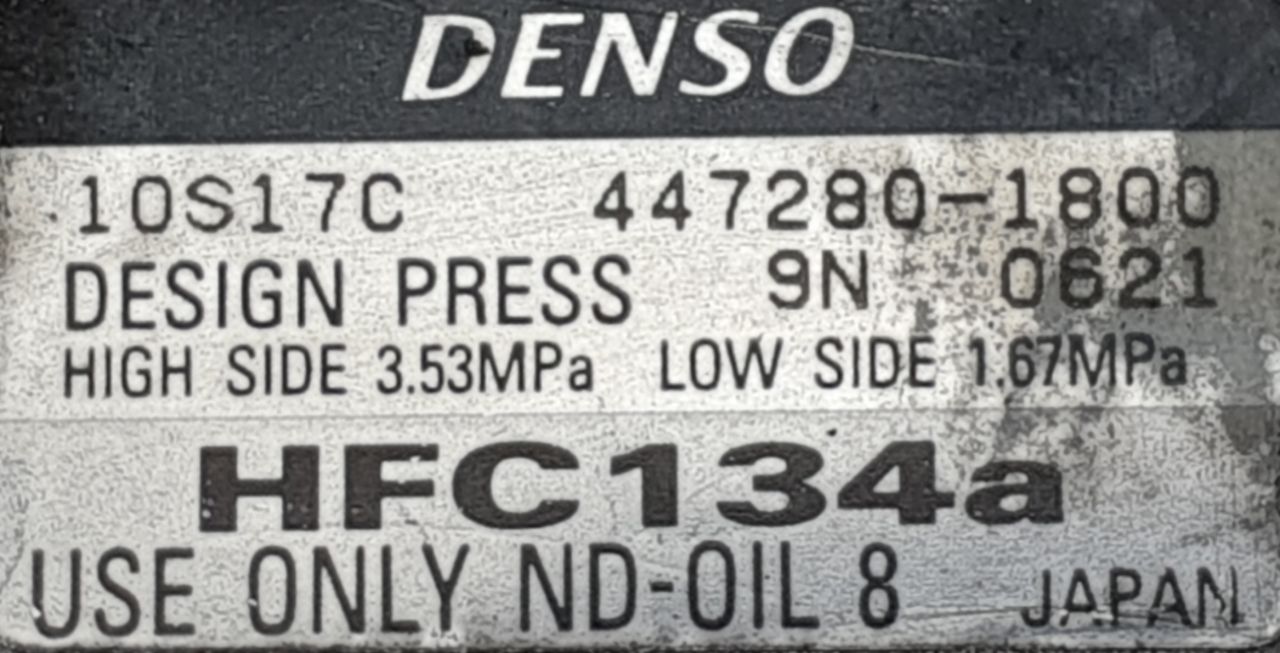 DENSO
10S17C 447280-1800
DESIGN PRESS 9N 0621
HIGH SIDE 3.53MPa LOW SIDE 1.67MPa
HFC134a
USE ONLY ND-OIL 8 JAPAN